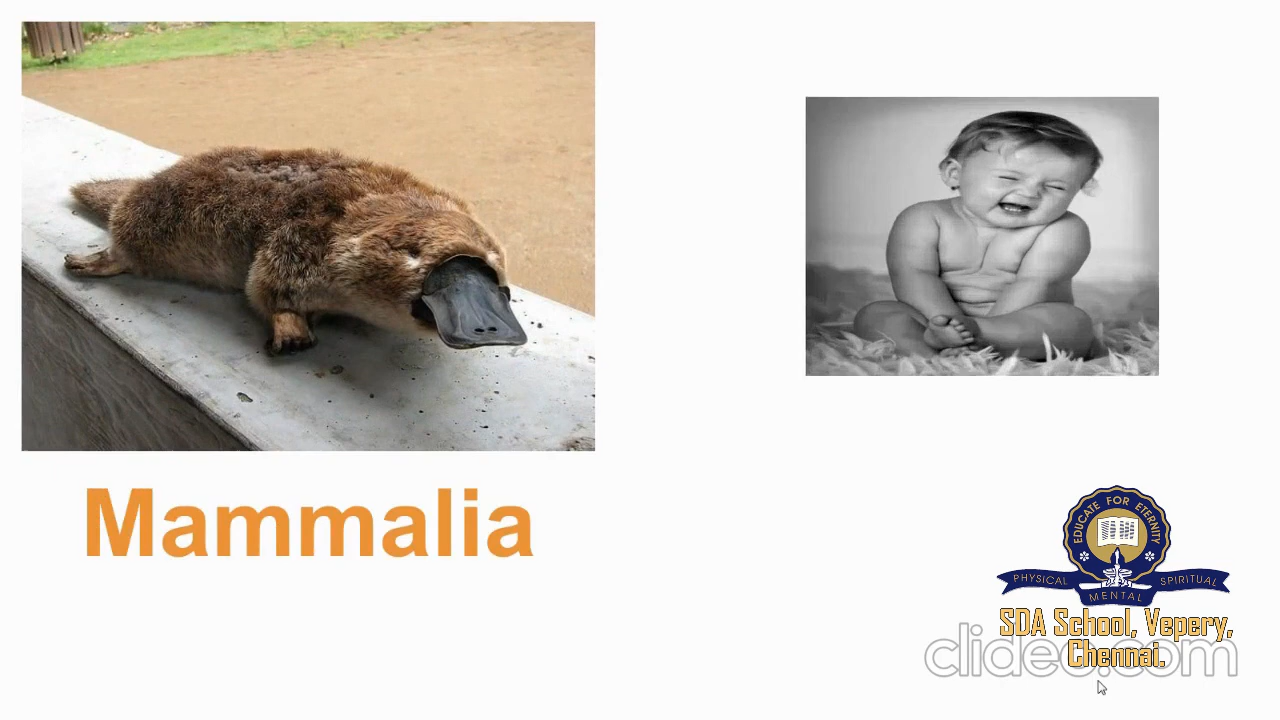 Mammalia
EDUCATE FOR ETERNITY
PHYSICAL
MENTAL
SPIRITUAL
SDA School, Vepery,
Chennai.
clideo.com